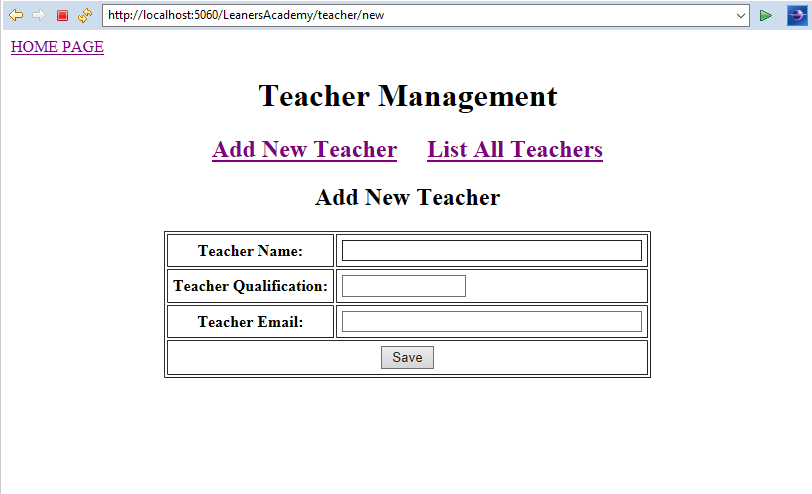 http://localhost:5060/LeanersAcademy/teacher/new
HOME PAGE
Teacher Management
Add New Teacher List All Teachers
Add New Teacher
Teacher Name:
Teacher Qualification:
Teacher Email:
Save